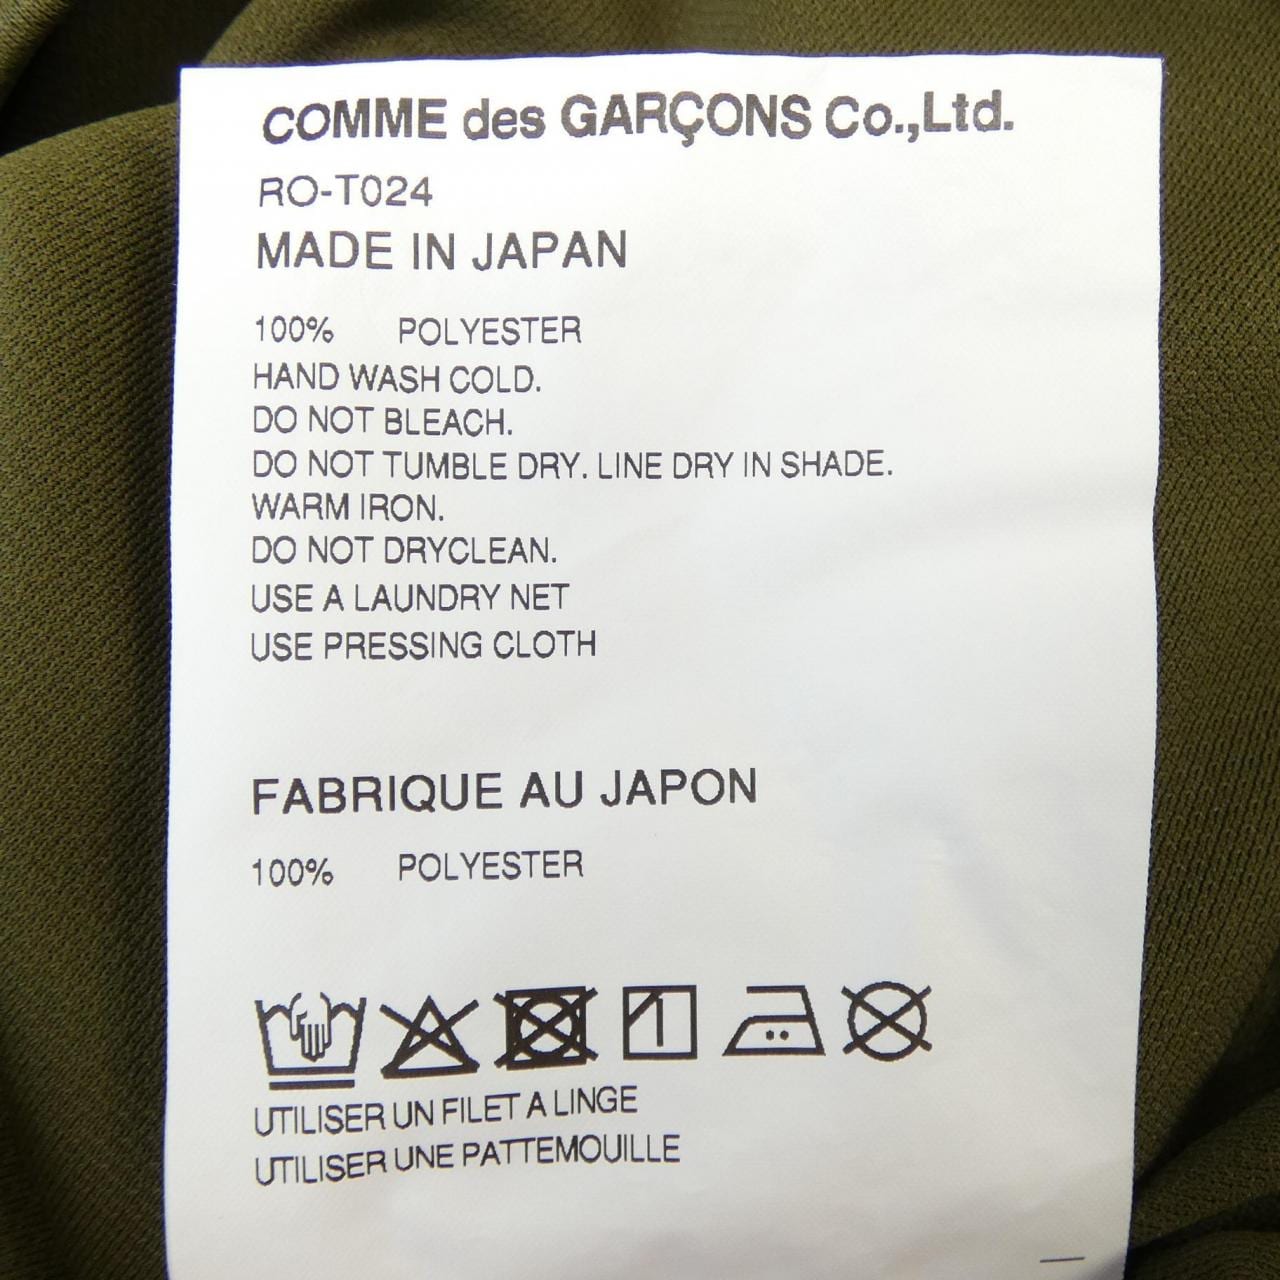 COMME des GARÇONS Co.,Ltd.
RO-T024
MADE IN JAPAN
100% POLYESTER
HAND WASH COLD.
DO NOT BLEACH.
DO NOT TUMBLE DRY. LINE DRY IN SHADE.
WARM IRON.
DO NOT DRYCLEAN.
USE A LAUNDRY NET
USE PRESSING CLOTH
FABRIQUE AU JAPON
100% POLYESTER
UTILISER UN FILET A LINGE
UTILISER UNE PATTEMOUILLE